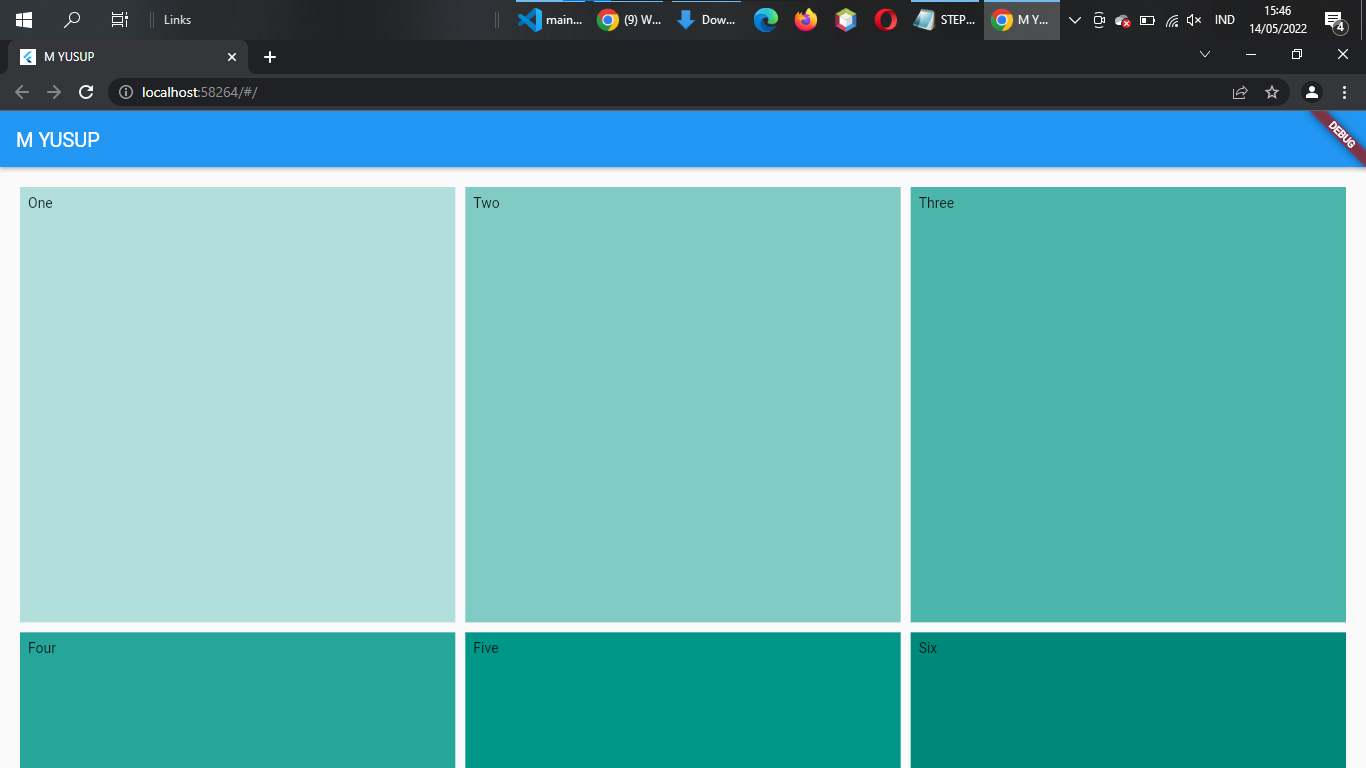 Links
main...
(9) W...
Dow...
STEP...
M Y...
IND
15:46
14/05/2022
4
M YUSUP
localhost:58264/#/
M YUSUP
DEBUG
One
Two
Three
Four
Five
Six